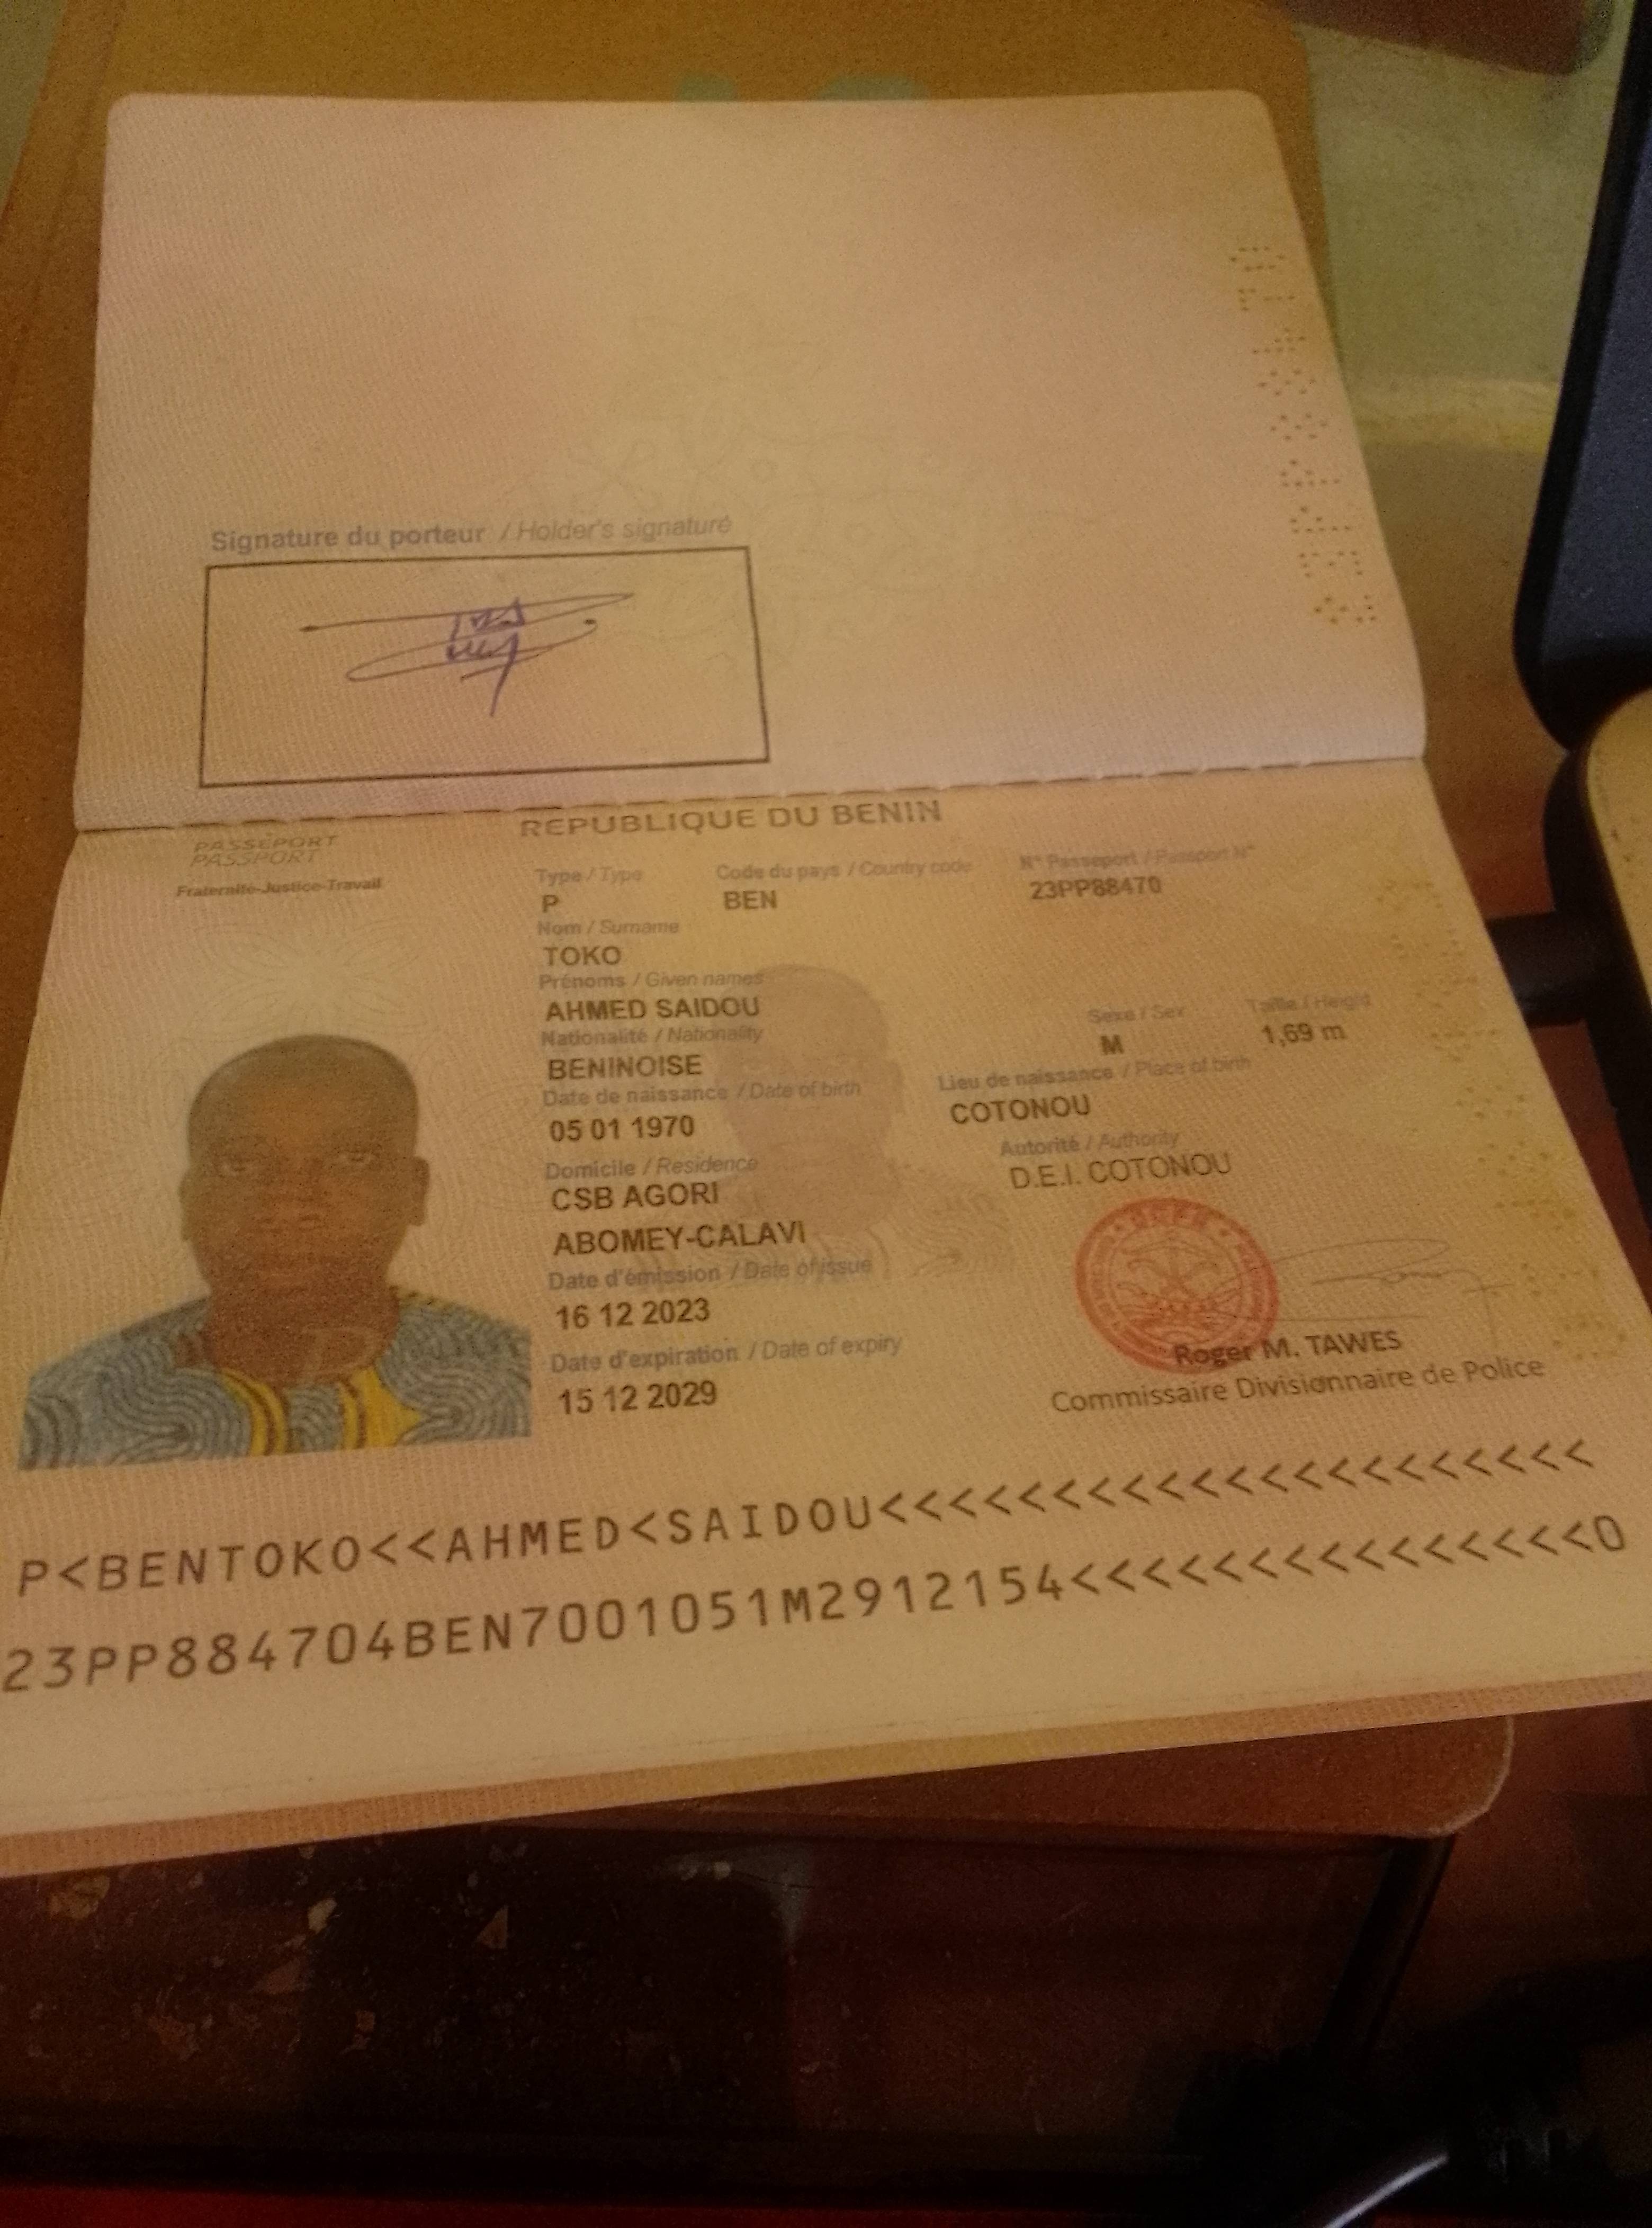 Signature du porteur / Holder's signature
REPUBLIQUE DU BENIN
PASSEPORT
PASSPORT
Fraternité-Justice-Travail
Type / Type
Code du pays / Country code
N° Passeport / Passport N°
P
BEN
23PP88470
Nom / Surname
TOKO
Prénoms / Given names
AHMED SAIDOU
Nationalité / Nationality
Sexe / Sex
Taille / Height
BENINOISE
M
1,69 m
Date de naissance / Date of birth
Lieu de naissance / Place of birth
05 01 1970
COTONOU
Domicile / Residence
Autorité / Authority
CSB AGORI
D.E.I. COTONOU
ABOMEY-CALAVI
Date d'émission / Date of issue
16 12 2023
Date d'expiration / Date of expiry
Roger M. TAWES
15 12 2029
Commissaire Divisionnaire de Police
P<BENTOKO<<AHMED<SAIDOU<<<<<<<<<<<<<<<<<<<<<
23PP884704BEN7001051M2912154<<<<<<<<<<<<<<<0